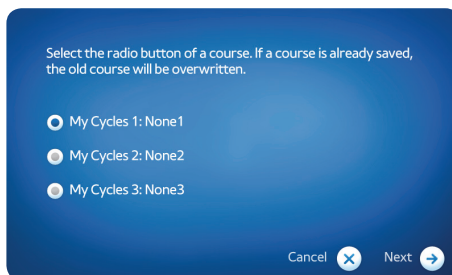 Select the radio button of a course. If a course is already saved,
the old course will be overwritten.
My Cycles 1: None1
My Cycles 2: None2
My Cycles 3: None3
Cancel Next